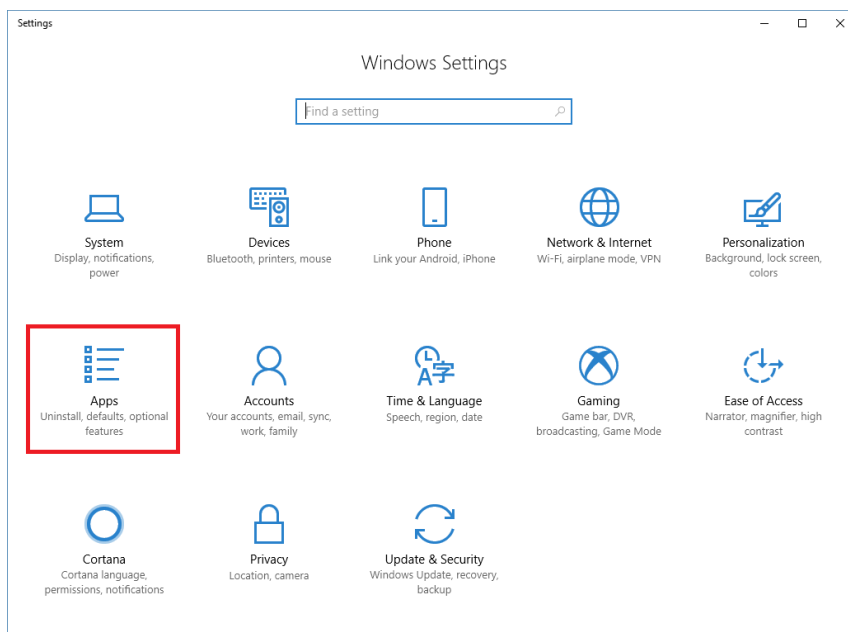 Settings
Windows Settings
Find a setting
System
Display, notifications,
power
Devices
Bluetooth, printers, mouse
Phone
Link your Android, iPhone
Network & Internet
Wi-Fi, airplane mode, VPN
Personalization
Background, lock screen,
colors
Apps
Uninstall, defaults, optional
features
Accounts
Your accounts, email, sync,
work, family
A字
Time & Language
Speech, region, date
Gaming
Game bar, DVR,
broadcasting, Game Mode
Ease of Access
Narrator, magnifier, high
contrast
Cortana
Cortana language,
permissions, notifications
Privacy
Location, camera
Update & Security
Windows Update, recovery,
backup